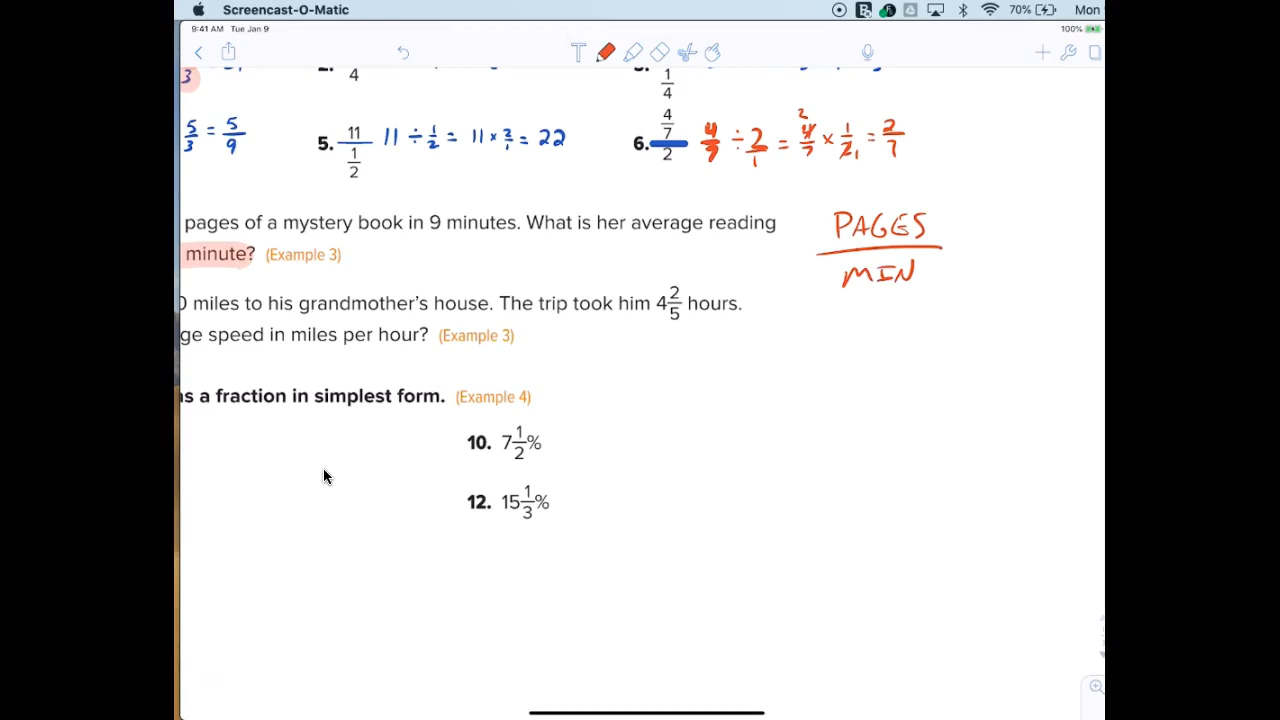 Screencast-O-Matic 70% Mon
9:41 AM Tue Jan 9 100%
T
3 4 1/4
5/3 = 5/9 5. 11/(1/2) 11 ÷ 1/2 = 11 × 2/1 = 22 6. (4/7)/2 4/7 ÷ 2/1 = 4/7 × 1/2 = 2/7
2 1
pages of a mystery book in 9 minutes. What is her average reading PAGES
minute? (Example 3) MIN
0 miles to his grandmother's house. The trip took him 4 2/5 hours.
ge speed in miles per hour? (Example 3)
as a fraction in simplest form. (Example 4)
10. 7 1/2%
12. 15 1/3%